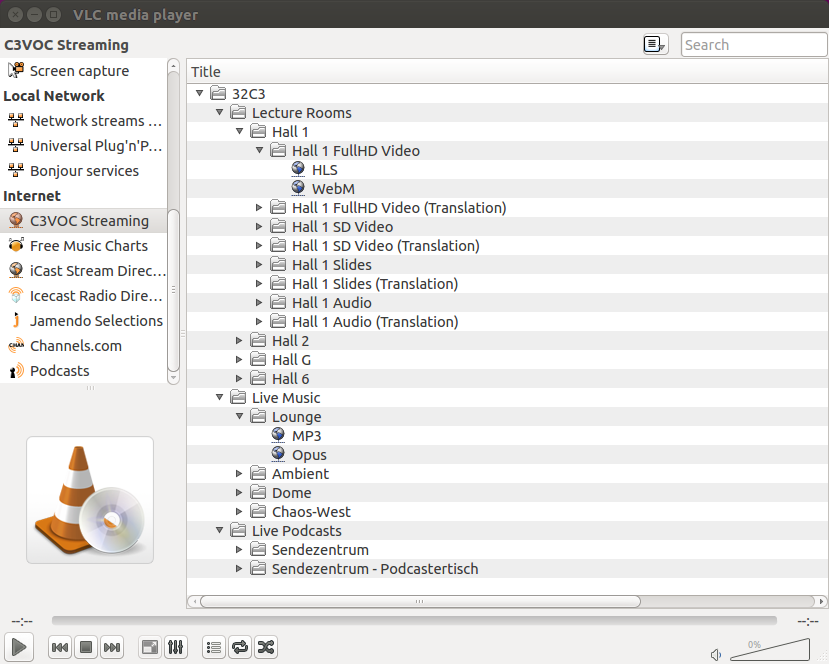 VLC media player
C3VOC Streaming
Search
Screen capture
Local Network
Network streams ...
Universal Plug'n'P...
Bonjour services
Internet
C3VOC Streaming
Free Music Charts
iCast Stream Direc...
Icecast Radio Dire...
Jamendo Selections
Channels.com
Podcasts
Title
32C3
Lecture Rooms
Hall 1
Hall 1 FullHD Video
HLS
WebM
Hall 1 FullHD Video (Translation)
Hall 1 SD Video
Hall 1 SD Video (Translation)
Hall 1 Slides
Hall 1 Slides (Translation)
Hall 1 Audio
Hall 1 Audio (Translation)
Hall 2
Hall G
Hall 6
Live Music
Lounge
MP3
Opus
Ambient
Dome
Chaos-West
Live Podcasts
Sendezentrum
Sendezentrum - Podcastertisch
--:--
--:--
0%